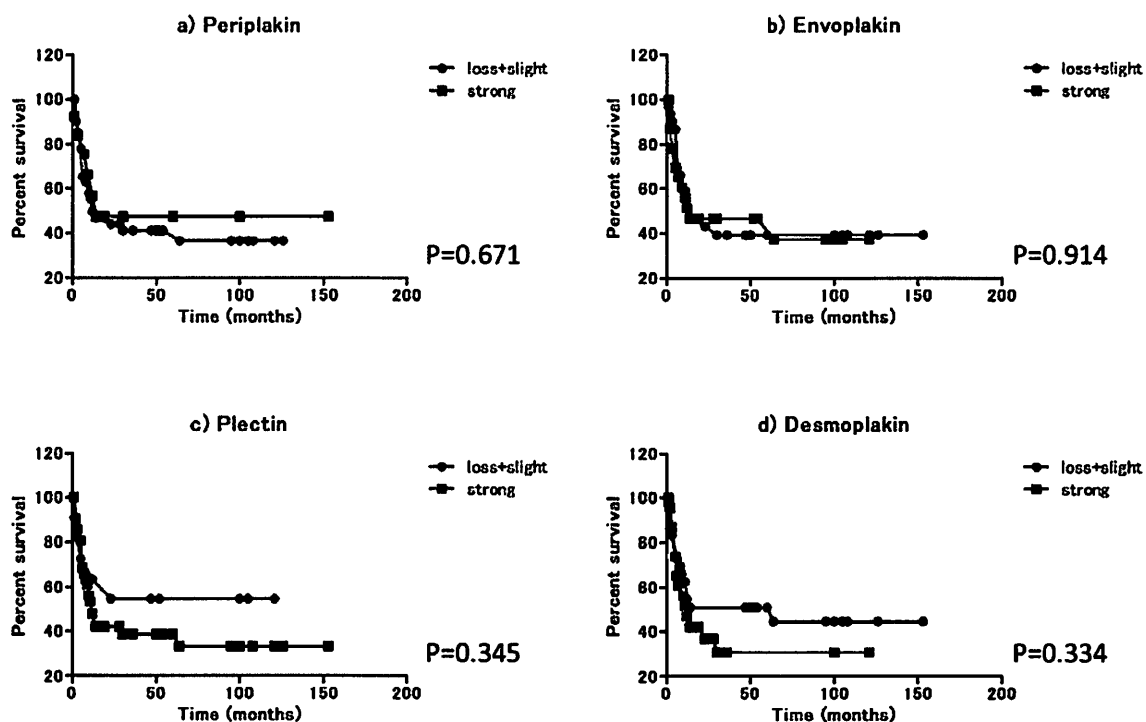 a) Periplakin
120
100
80
60
40
20
Percent survival
0 50 100 150 200
Time (months)
loss+slight
strong
P=0.671
b) Envoplakin
120
100
80
60
40
20
Percent survival
0 50 100 150 200
Time (months)
loss+slight
strong
P=0.914
c) Plectin
120
100
80
60
40
20
Percent survival
0 50 100 150 200
Time (months)
loss+slight
strong
P=0.345
d) Desmoplakin
120
100
80
60
40
20
Percent survival
0 50 100 150 200
Time (months)
loss+slight
strong
P=0.334